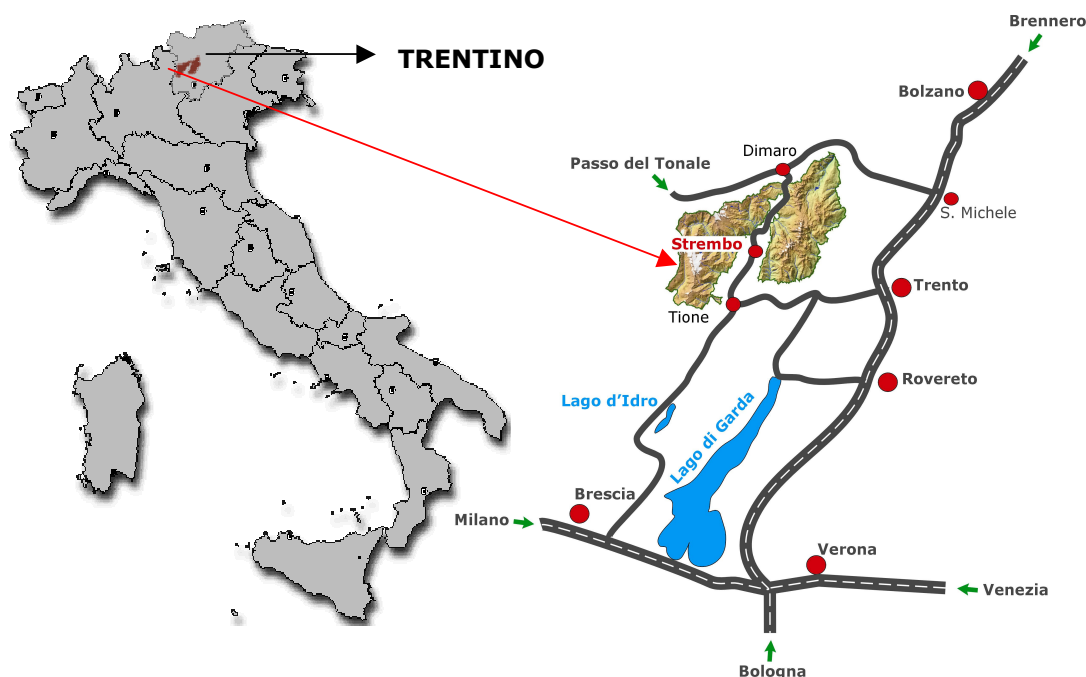 TRENTINO
Brennero
Bolzano
Dimaro
Passo del Tonale
S. Michele
Strembo
Trento
Tione
Rovereto
Lago d'Idro
Lago di Garda
Brescia
Milano
Verona
Venezia
Bologna